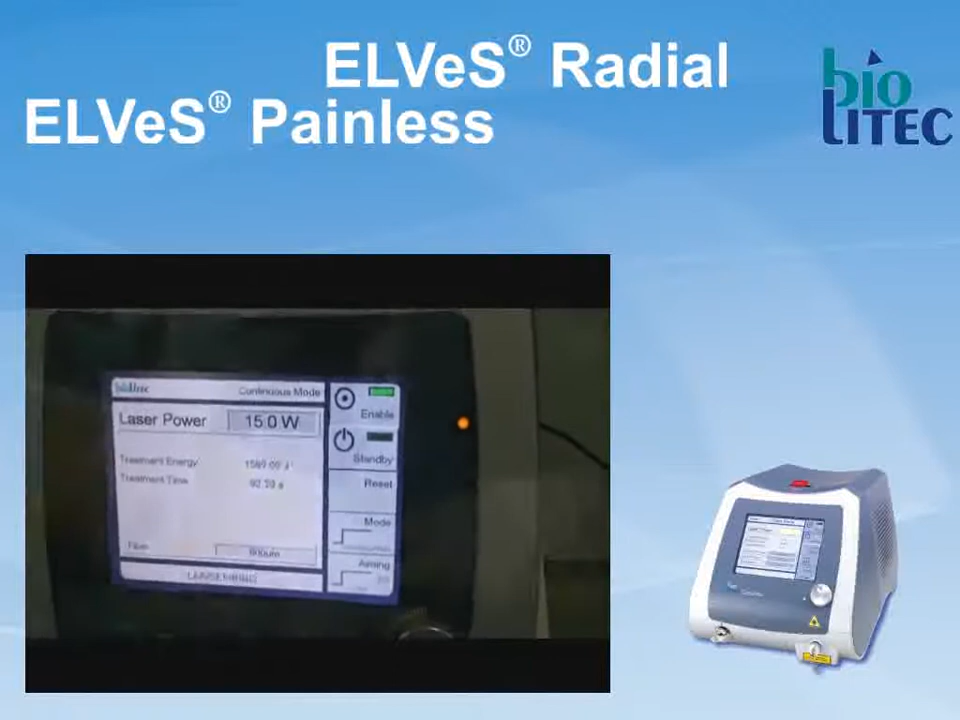 ELVeS® Radial
ELVeS® Painless
bio
LITEC
biolitec
Continuous Mode
Laser Power
15.0 W
Treatment Energy
Treatment Time
Enable
Standby
Reset
Mode
Aiming